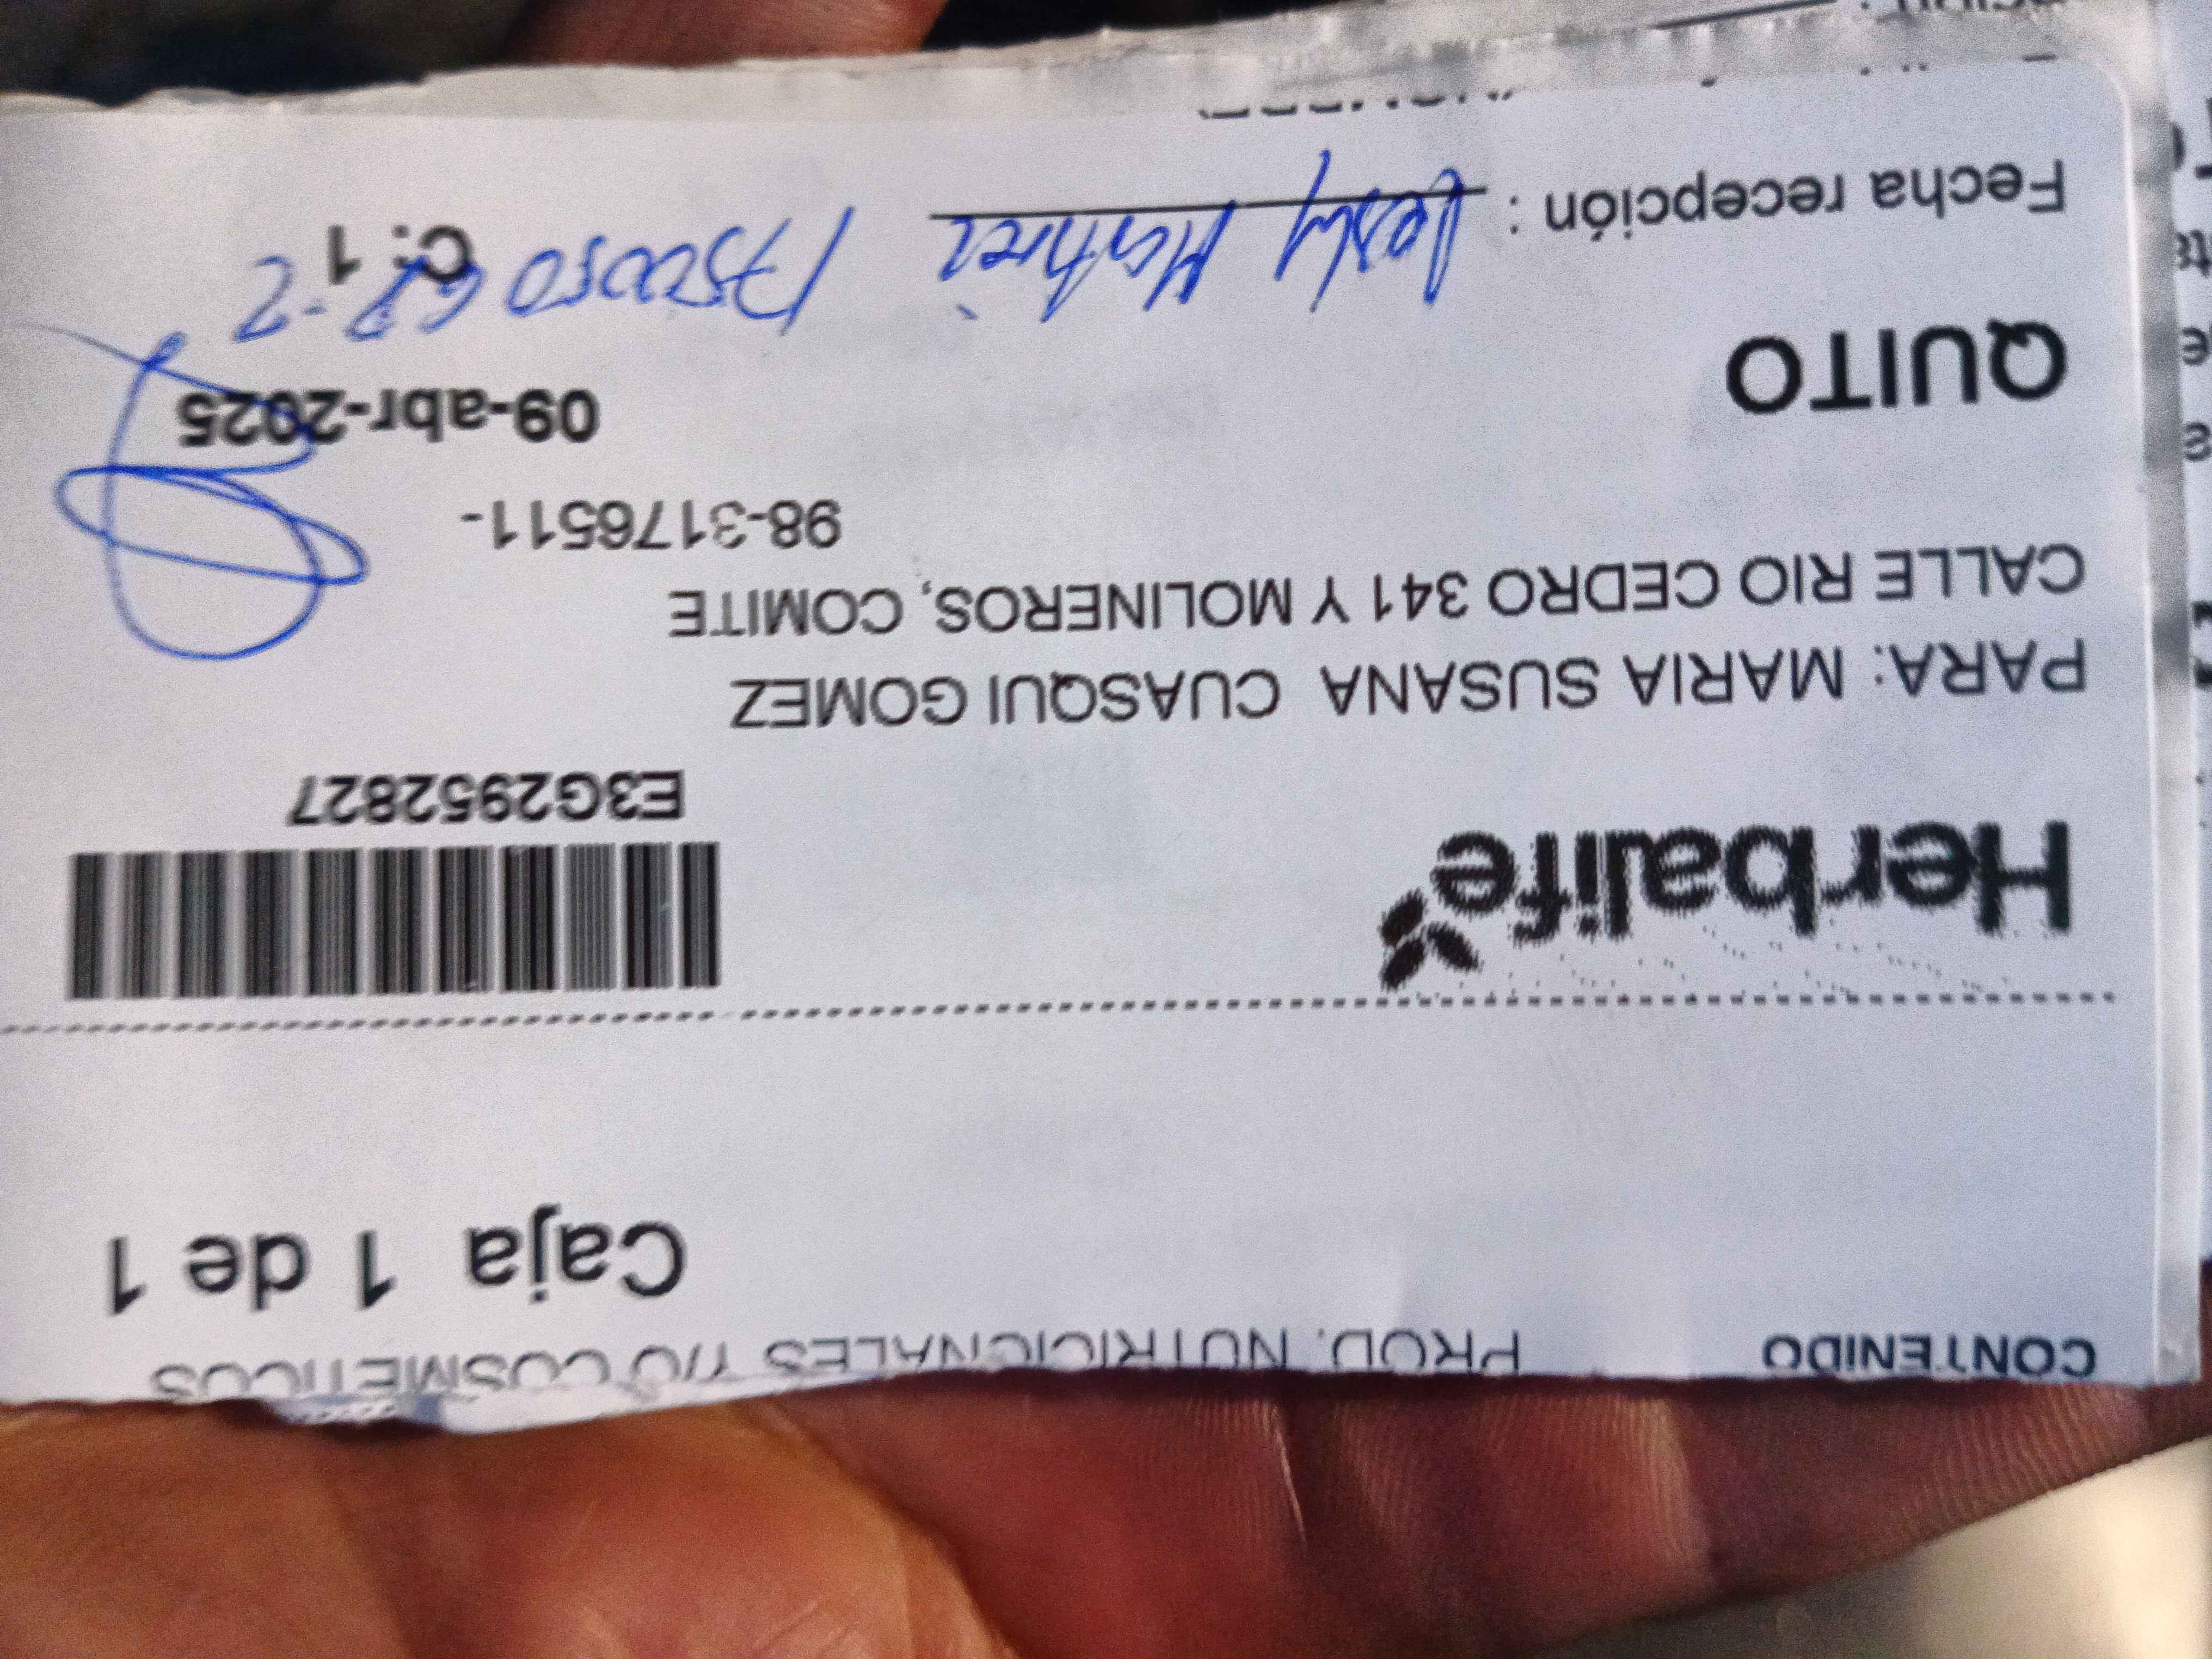 CONTENIDO PROD. NUTRICIONALES Y/O COSMETICOS
Caja 1 de 1
Herbalife
E3G2952827
PARA: MARIA SUSANA CUASQUI GOMEZ
CALLE RIO CEDRO 341 Y MOLINEROS, COMITE
98-3176511-
QUITO 09-abr-2025
C: 1
Fecha recepción :